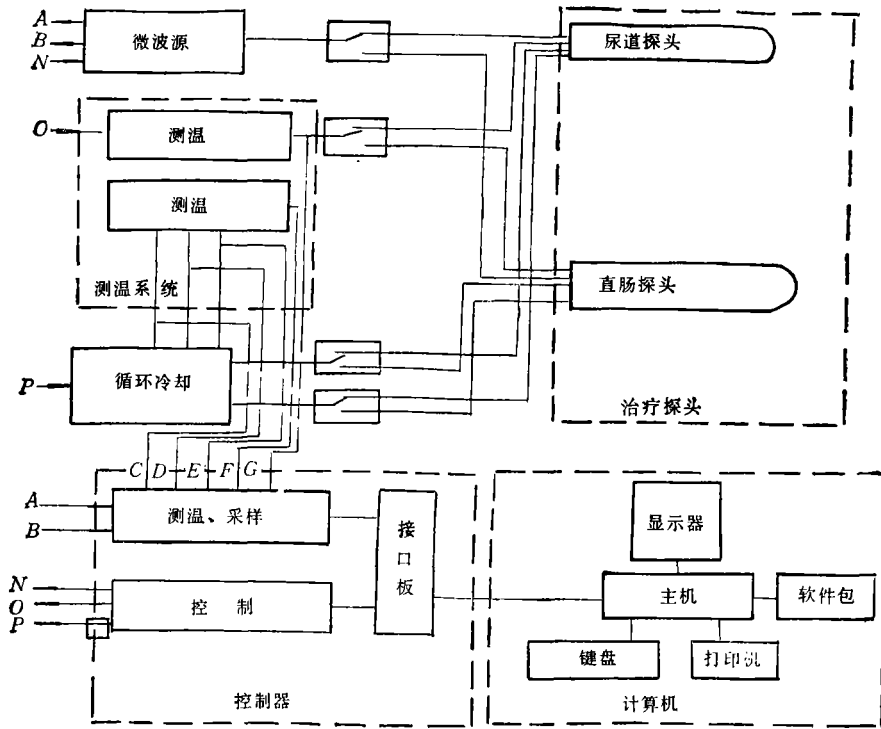 A
B
N
微波源
尿道探头
O
测温
测温
测温系统
直肠探头
P
循环冷却
治疗探头
C D E F G
A
B
测温、采样
接口板
显示器
N
O
P
控 制
主机
软件包
键盘
打印机
控制器
计算机